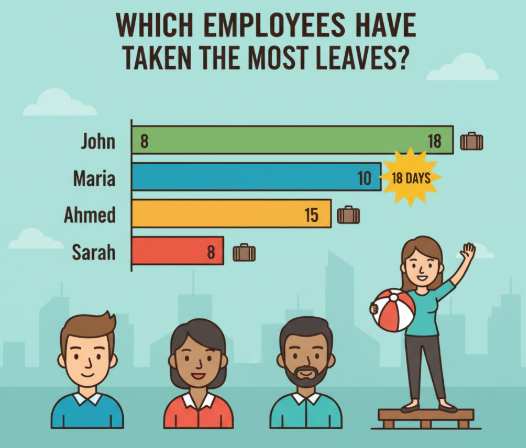 WHICH EMPLOYEES HAVE
TAKEN THE MOST LEAVES?
John 8 18
Maria 10 18 DAYS
Ahmed 15
Sarah 8